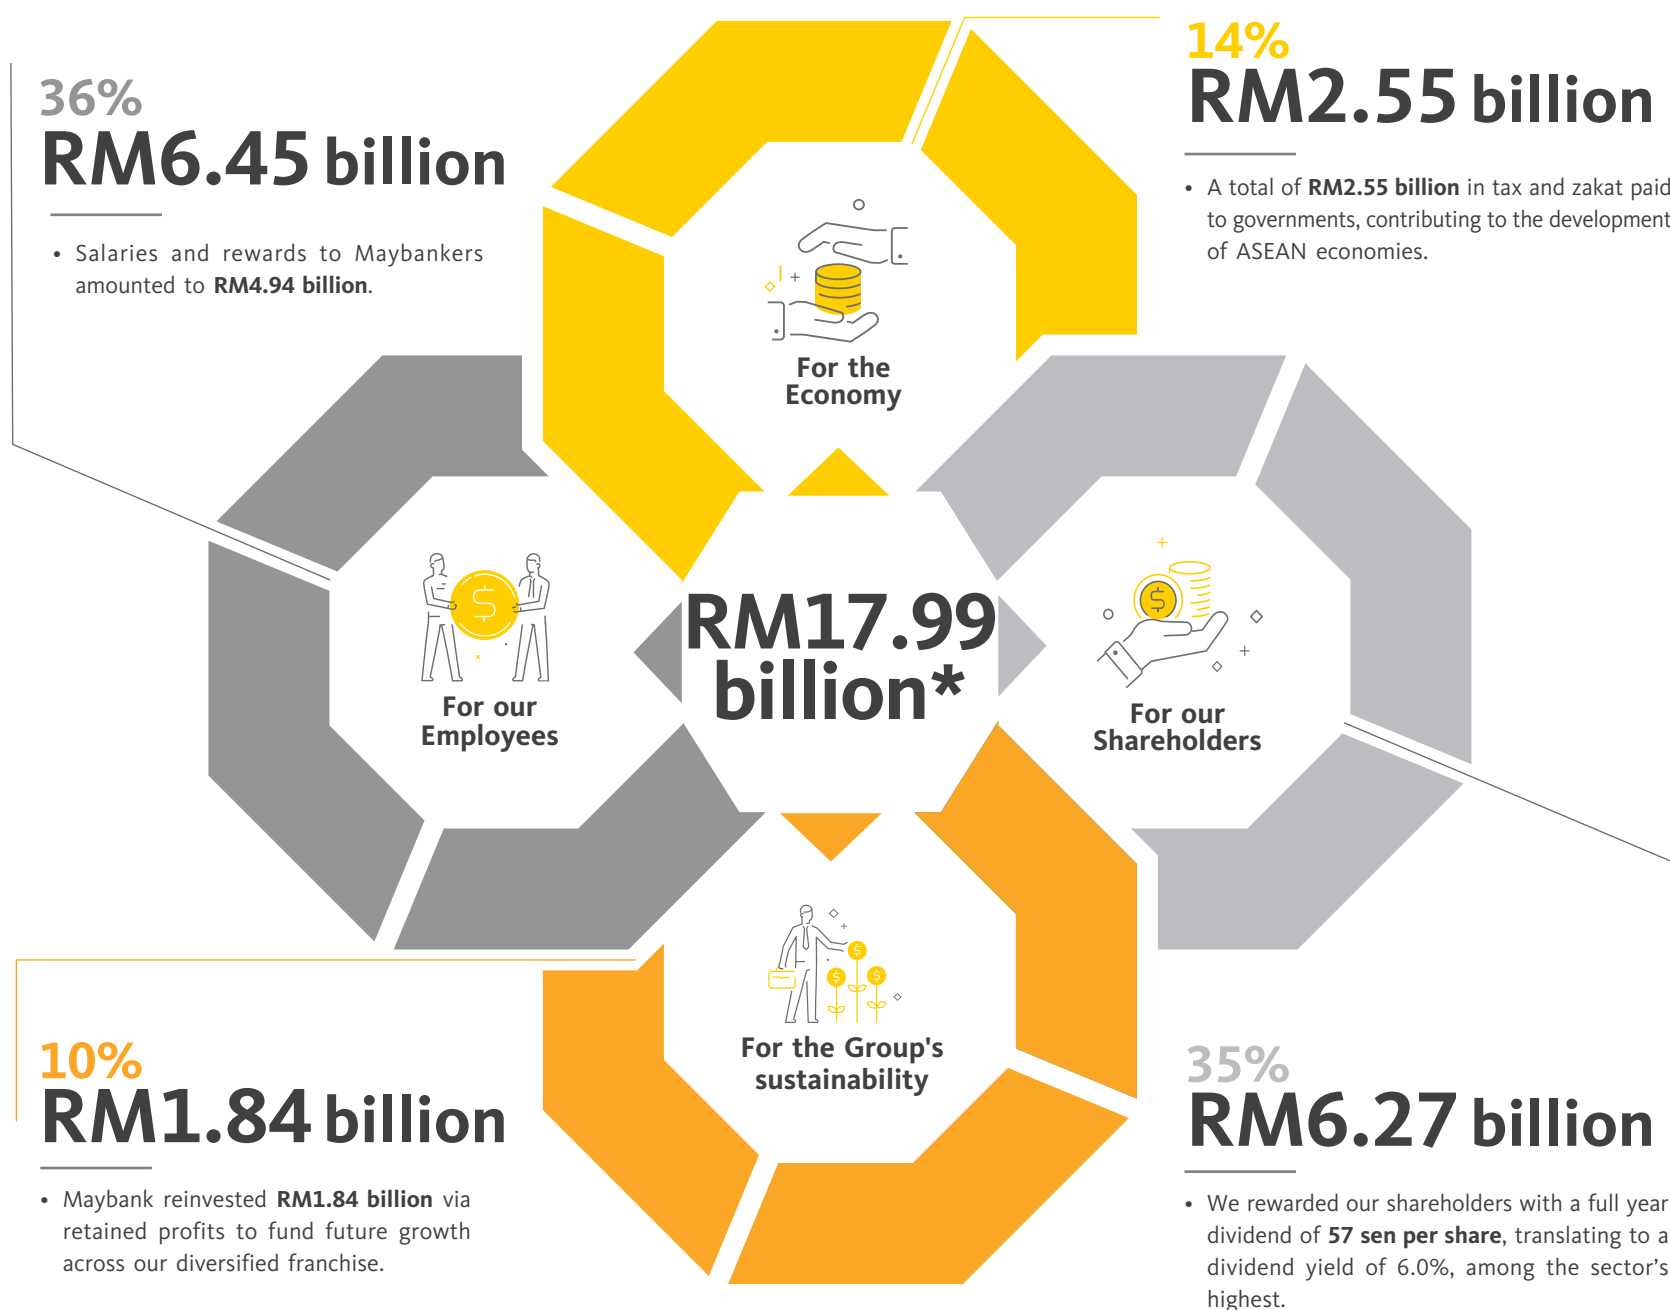 36%
RM6.45 billion
• Salaries and rewards to Maybankers
amounted to RM4.94 billion.
14%
RM2.55 billion
• A total of RM2.55 billion in tax and zakat paid
to governments, contributing to the development
of ASEAN economies.
For the
Economy
For our
Employees
RM17.99
billion*
For our
Shareholders
For the Group's
sustainability
10%
RM1.84 billion
• Maybank reinvested RM1.84 billion via
retained profits to fund future growth
across our diversified franchise.
35%
RM6.27 billion
• We rewarded our shareholders with a full year
dividend of 57 sen per share, translating to a
dividend yield of 6.0%, among the sector's
highest.